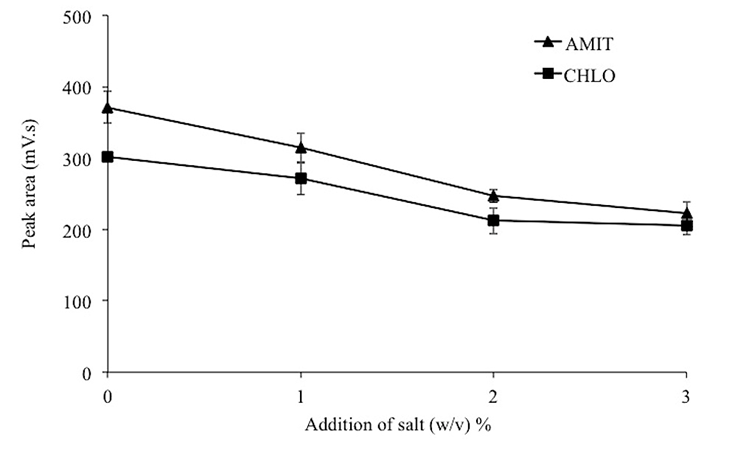 500
AMIT
CHLO
400
300
200
100
0
Peak area (mV.s)
0 1 2 3
Addition of salt (w/v) %